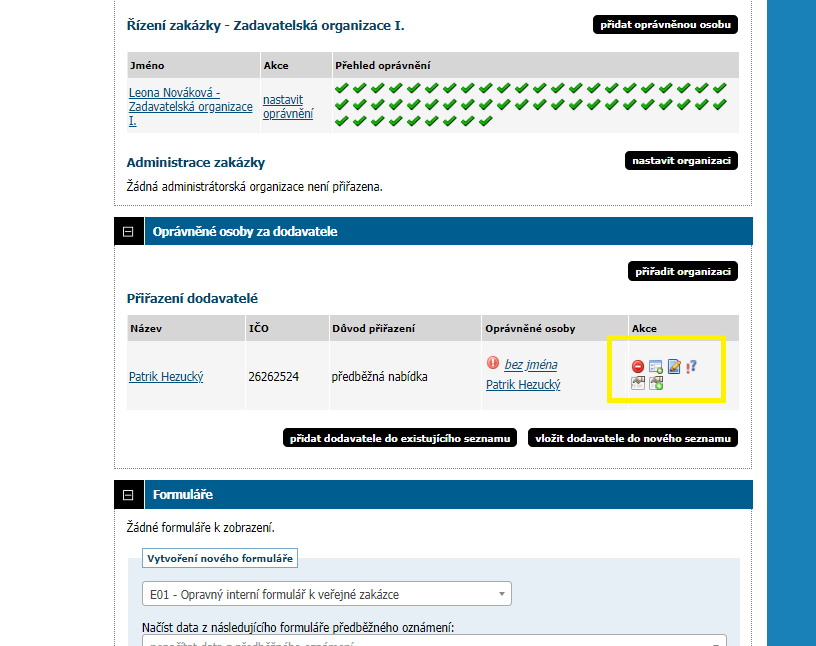 Řízení zakázky - Zadavatelská organizace I.
přidat oprávněnou osobu
Jméno Akce Přehled oprávnění
Leona Nováková -
Zadavatelská organizace
I.
nastavit
oprávnění
Administrace zakázky
nastavit organizaci
Žádná administrátorská organizace není přiřazena.
Oprávněné osoby za dodavatele
přiřadit organizaci
Přiřazení dodavatelé
Název IČO Důvod přiřazení Oprávněné osoby Akce
Patrik Hezucký 26262524 předběžná nabídka
bez jména
Patrik Hezucký
přidat dodavatele do existujícího seznamu
vložit dodavatele do nového seznamu
Formuláře
Žádné formuláře k zobrazení.
Vytvoření nového formuláře
E01 - Opravný interní formulář k veřejné zakázce
Načíst data z následujícího formuláře předběžného oznámení: